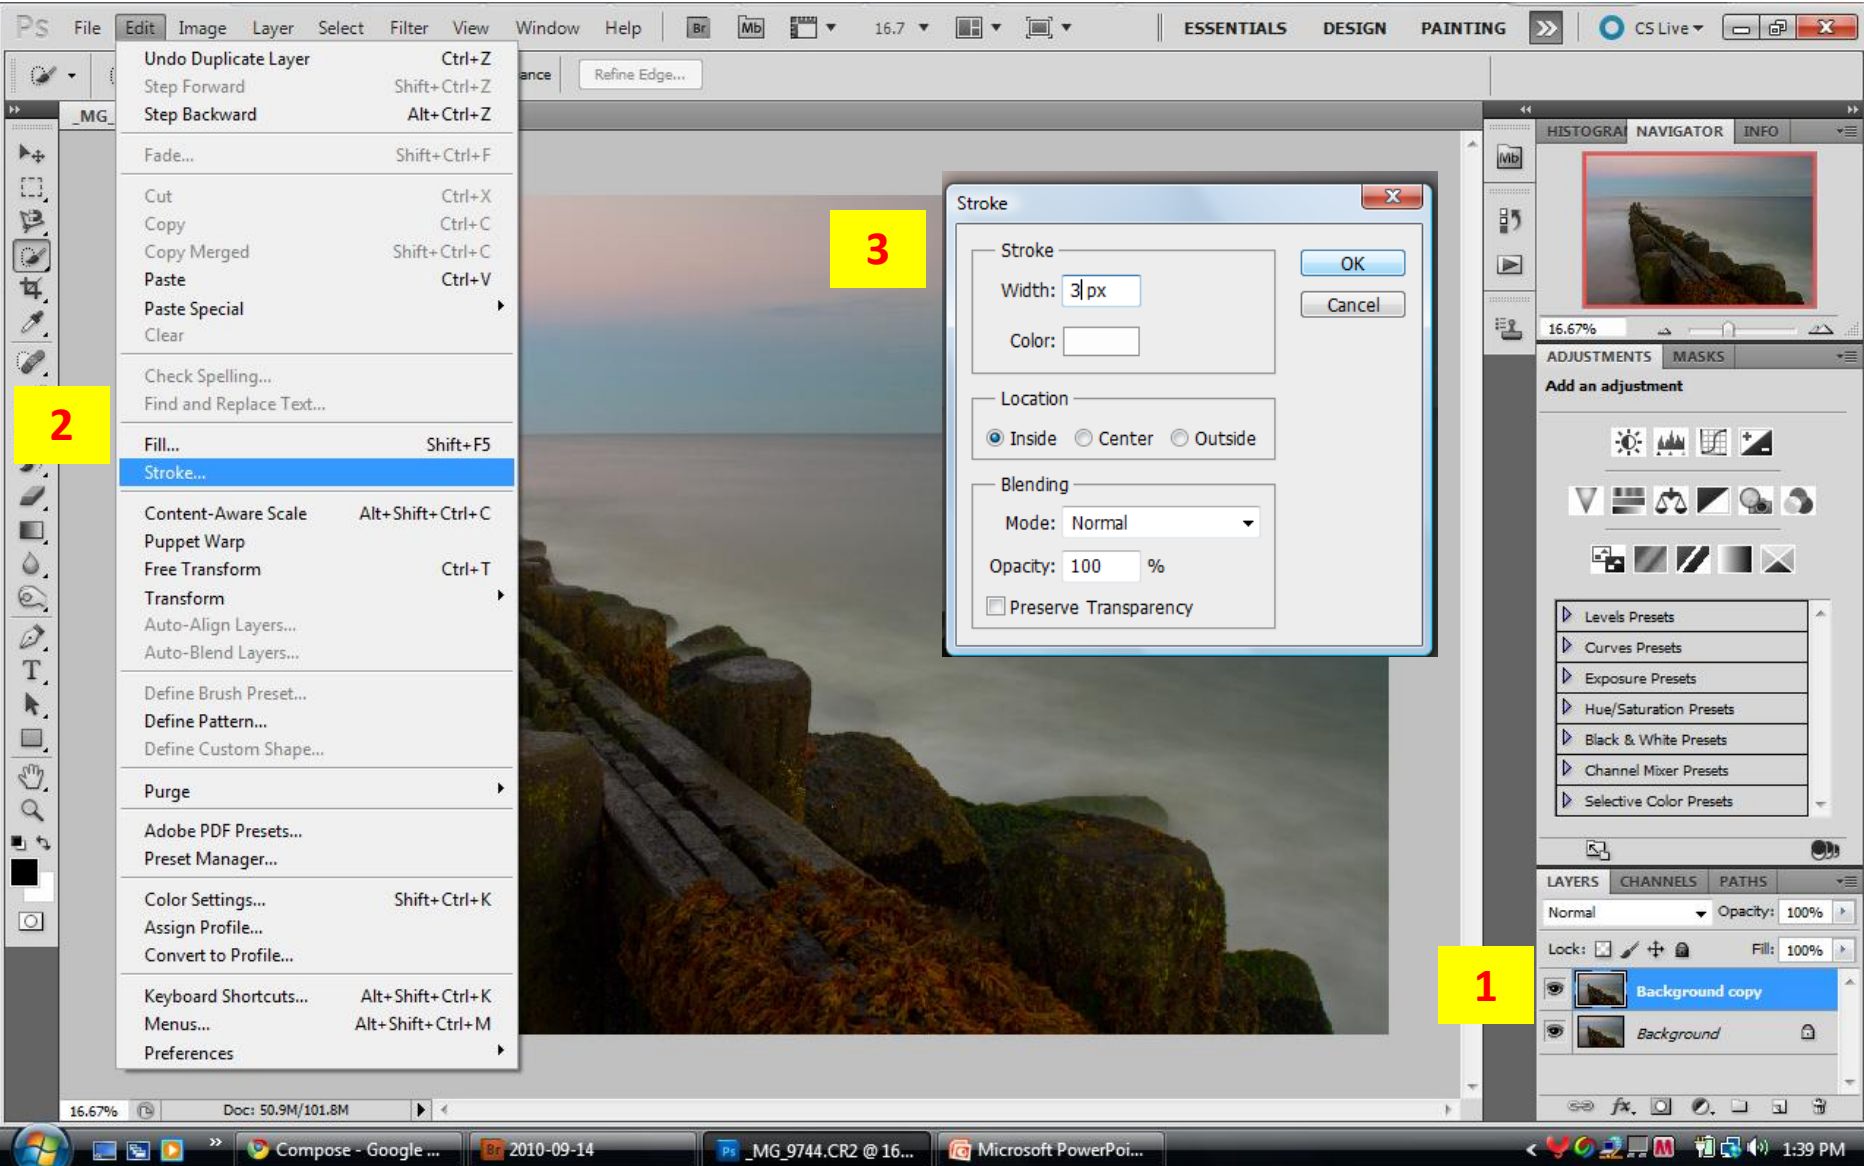 Ps File Edit Image Layer Select Filter View Window Help Br Mb 16.7 ESSENTIALS DESIGN PAINTING CS Live
Refine Edge...
_MG_
Undo Duplicate Layer Ctrl+Z
Step Forward Shift+Ctrl+Z
Step Backward Alt+Ctrl+Z
Fade... Shift+Ctrl+F
Cut Ctrl+X
Copy Ctrl+C
Copy Merged Shift+Ctrl+C
Paste Ctrl+V
Paste Special
Clear
Check Spelling...
Find and Replace Text...
2
Fill... Shift+F5
Stroke...
Content-Aware Scale Alt+Shift+Ctrl+C
Puppet Warp
Free Transform Ctrl+T
Transform
Auto-Align Layers...
Auto-Blend Layers...
Define Brush Preset...
Define Pattern...
Define Custom Shape...
Purge
Adobe PDF Presets...
Preset Manager...
Color Settings... Shift+Ctrl+K
Assign Profile...
Convert to Profile...
Keyboard Shortcuts... Alt+Shift+Ctrl+K
Menus... Alt+Shift+Ctrl+M
Preferences
3
Stroke
Stroke
Width: 3 px
Color:
OK
Cancel
Location
Inside Center Outside
Blending
Mode: Normal
Opacity: 100 %
Preserve Transparency
Mb
NAVIGATOR INFO
16.67%
ADJUSTMENTS MASKS
Add an adjustment
Levels Presets
Curves Presets
Exposure Presets
Hue/Saturation Presets
Black & White Presets
Channel Mixer Presets
Selective Color Presets
LAYERS CHANNELS PATHS
Normal Opacity: 100%
Lock: Fill: 100%
1
Background copy
Background
fx.
16.67% Doc: 50.9M/101.8M
Compose - Google ...
Br 2010-09-14
Ps _MG_9744.CR2 @ 16...
Microsoft PowerPoi...
1:39 PM